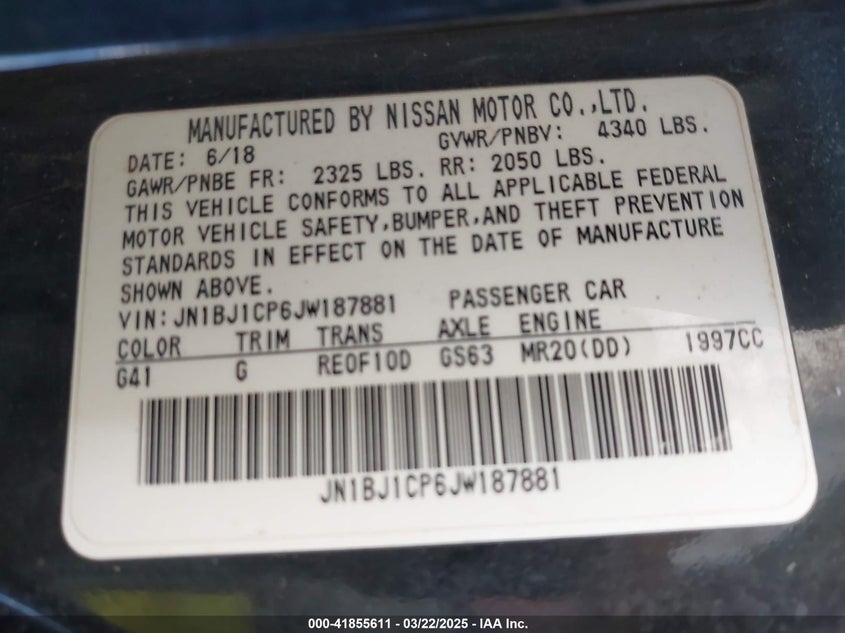 MANUFACTURED BY NISSAN MOTOR CO.,LTD.
DATE: 6/18 GVWR/PNBV: 4340 LBS.
GAWR/PNBE FR: 2325 LBS. RR: 2050 LBS.
THIS VEHICLE CONFORMS TO ALL APPLICABLE FEDERAL
MOTOR VEHICLE SAFETY,BUMPER,AND THEFT PREVENTION
STANDARDS IN EFFECT ON THE DATE OF MANUFACTURE
SHOWN ABOVE.
VIN:JN1BJ1CP6JW187881 PASSENGER CAR
COLOR TRIM TRANS AXLE ENGINE
G41 G RE0F10D GS63 MR20(DD) 1997CC
JN1BJ1CP6JW187881
000-41855611 - 03/22/2025 - © IAA Inc.